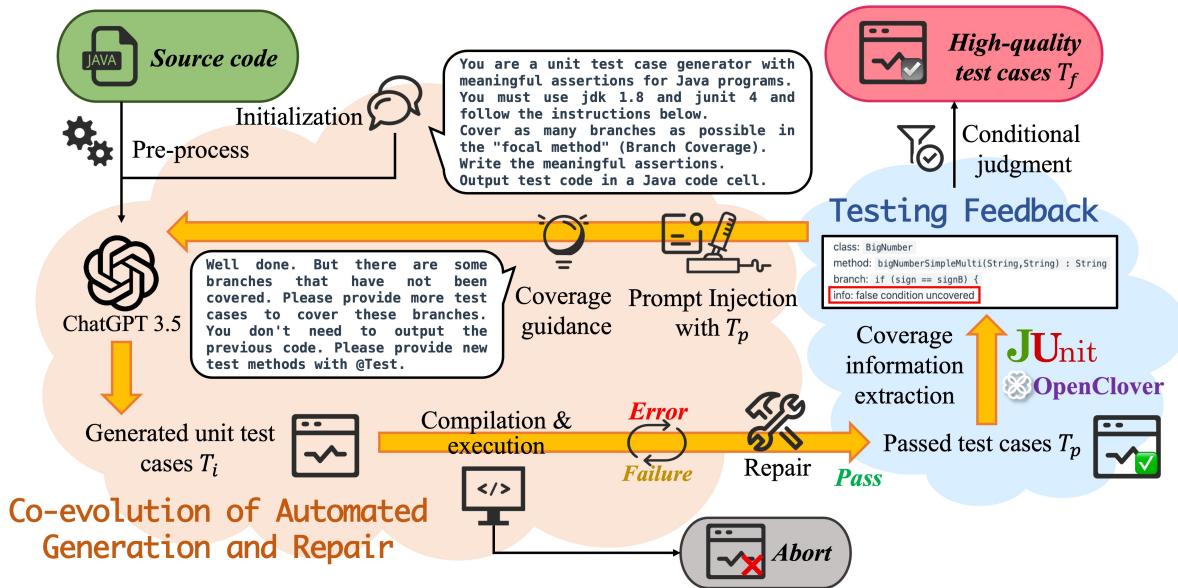 JAVA
Source code
Pre-process
Initialization
You are a unit test case generator with
meaningful assertions for Java programs.
You must use jdk 1.8 and junit 4 and
follow the instructions below.
Cover as many branches as possible in
the "focal method" (Branch Coverage).
Write the meaningful assertions.
Output test code in a Java code cell.
High-quality
test cases T_f
Conditional
judgment
Testing Feedback
class: BigNumber
method: bigNumberSimpleMulti(String,String) : String
branch: if (sign == signB) {
info: false condition uncovered
ChatGPT 3.5
Well done. But there are some
branches that have not been
covered. Please provide more test
cases to cover these branches.
You don't need to output the
previous code. Please provide new
test methods with @Test.
Coverage
guidance
Prompt Injection
with T_p
Coverage
information
extraction
JUnit
OpenClover
Generated unit test
cases T_i
Compilation &
execution
</>
Error
Failure
Repair
Pass
Passed test cases T_p
Co-evolution of Automated
Generation and Repair
Abort